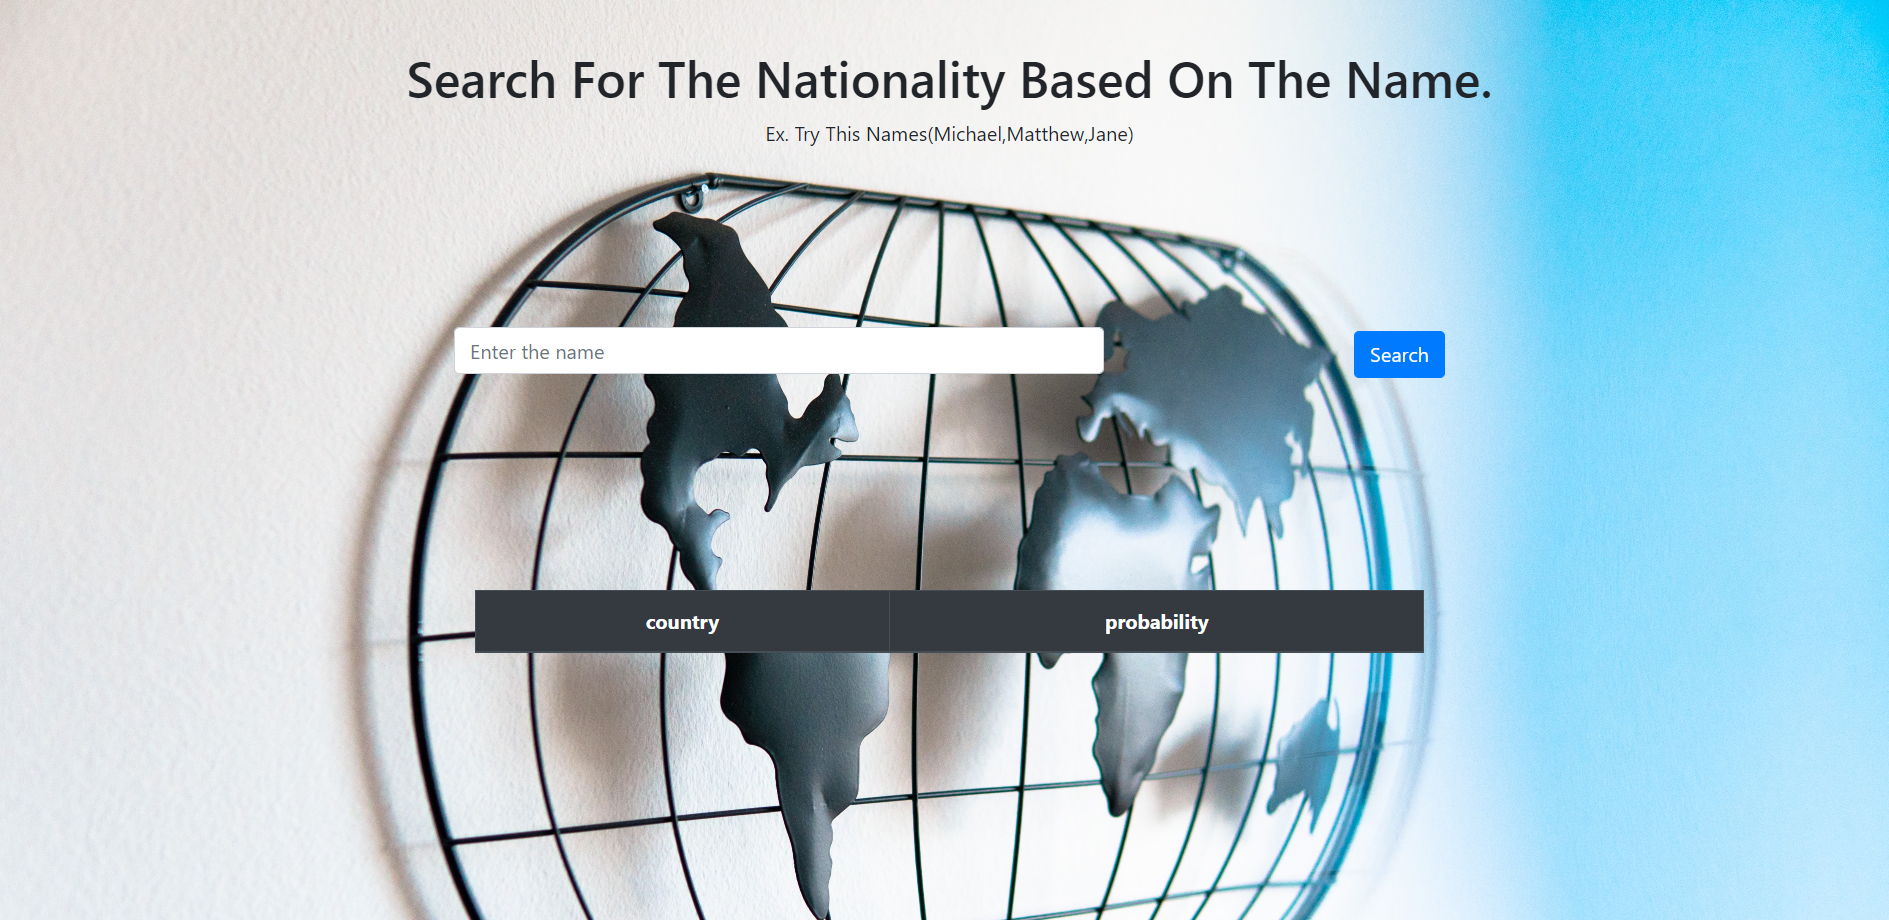 Search For The Nationality Based On The Name.
Ex. Try This Names(Michael,Matthew,Jane)
Enter the name
Search
country probability